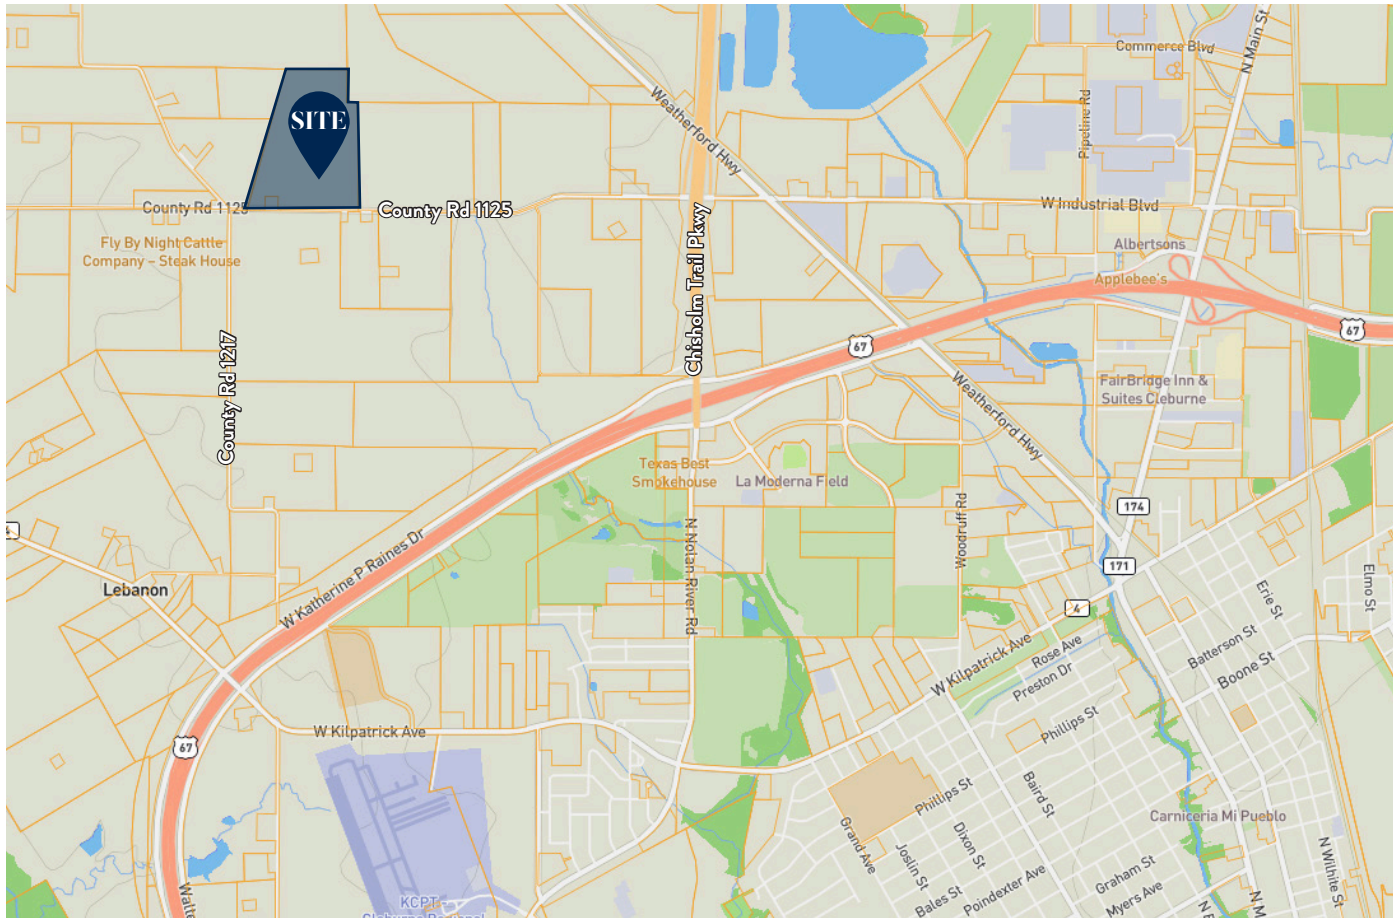 Commerce Blvd
N Main St
Weatherford Hwy
Pipeline Rd
SITE
County Rd 1125
County Rd 1125
W Industrial Blvd
Fly By Night Cattle
Company – Steak House
Albertsons
Applebee's
Chisholm Trail Pkwy
67
67
County Rd 1217
FairBridge Inn &
Suites Cleburne
Weatherford Hwy
Texas Best
Smokehouse
La Moderna Field
174
Woodruff Rd
N Nolan River Rd
171
W Katherine P Raines Dr
Lebanon
4
4
Erie St
Elmo St
Batterson St
Boone St
W Kilpatrick Ave
Rose Ave
Preston Dr
W Kilpatrick Ave
Phillips St
67
Phillips St
Baird St
Carniceria Mi Pueblo
Grand Ave
Joslin St
Dixon St
Graham St
Poindexter Ave
Bales St
Myers Ave
N Wilhite St
KCPT –
Cleburne Regional
Walte
N
N M